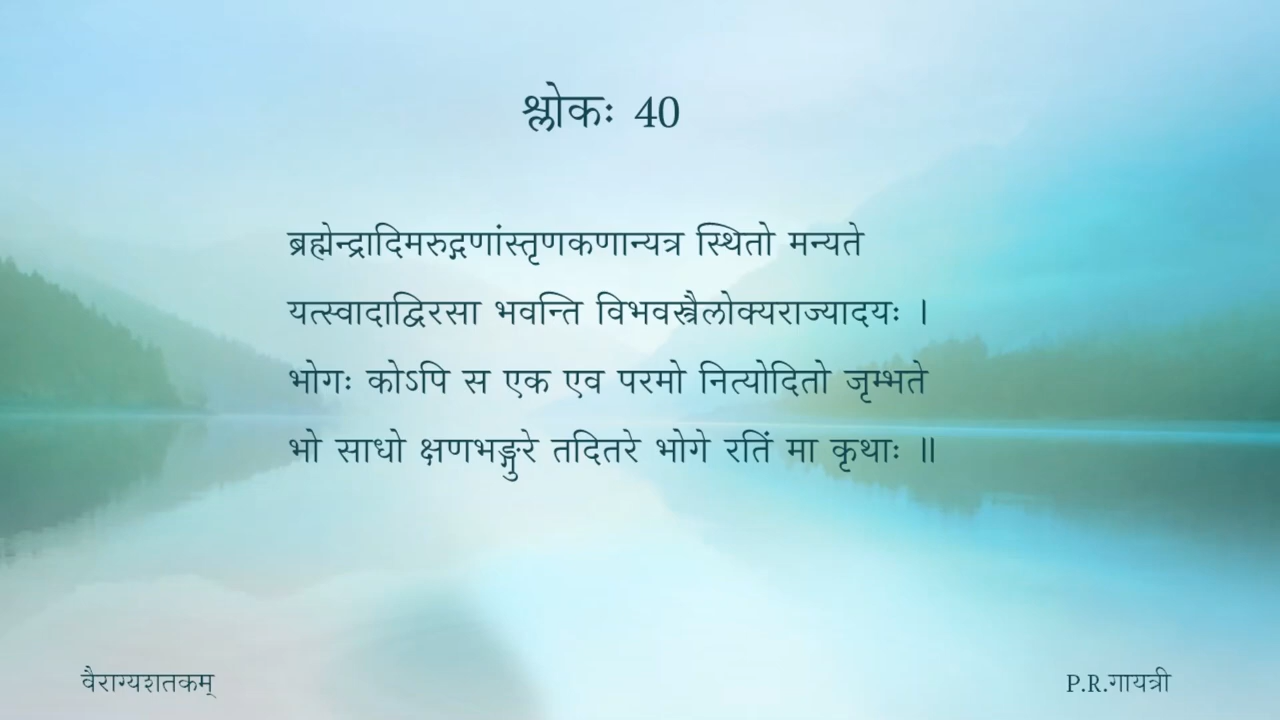 श्लोकः 40
ब्रह्मेन्द्रादिमरुद्गणांस्तृणकणान्यत्र स्थितो मन्यते
यत्स्वादाद्विरसा भवन्ति विभवस्त्रैलोक्यराज्यादयः ।
भोगः कोऽपि स एक एव परमो नित्योदितो जृम्भते
भो साधो क्षणभङ्गुरे तदितरे भोगे रतिं मा कृथाः ॥
वैराग्यशतकम्
P.R.गायत्री